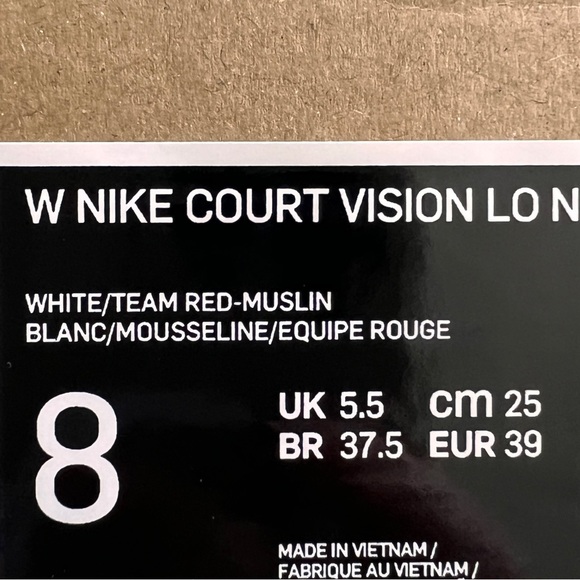 W NIKE COURT VISION LO N
WHITE/TEAM RED-MUSLIN
BLANC/MOUSSELINE/EQUIPE ROUGE
8
UK 5.5 cm 25
BR 37.5 EUR 39
MADE IN VIETNAM /
FABRIQUE AU VIETNAM /